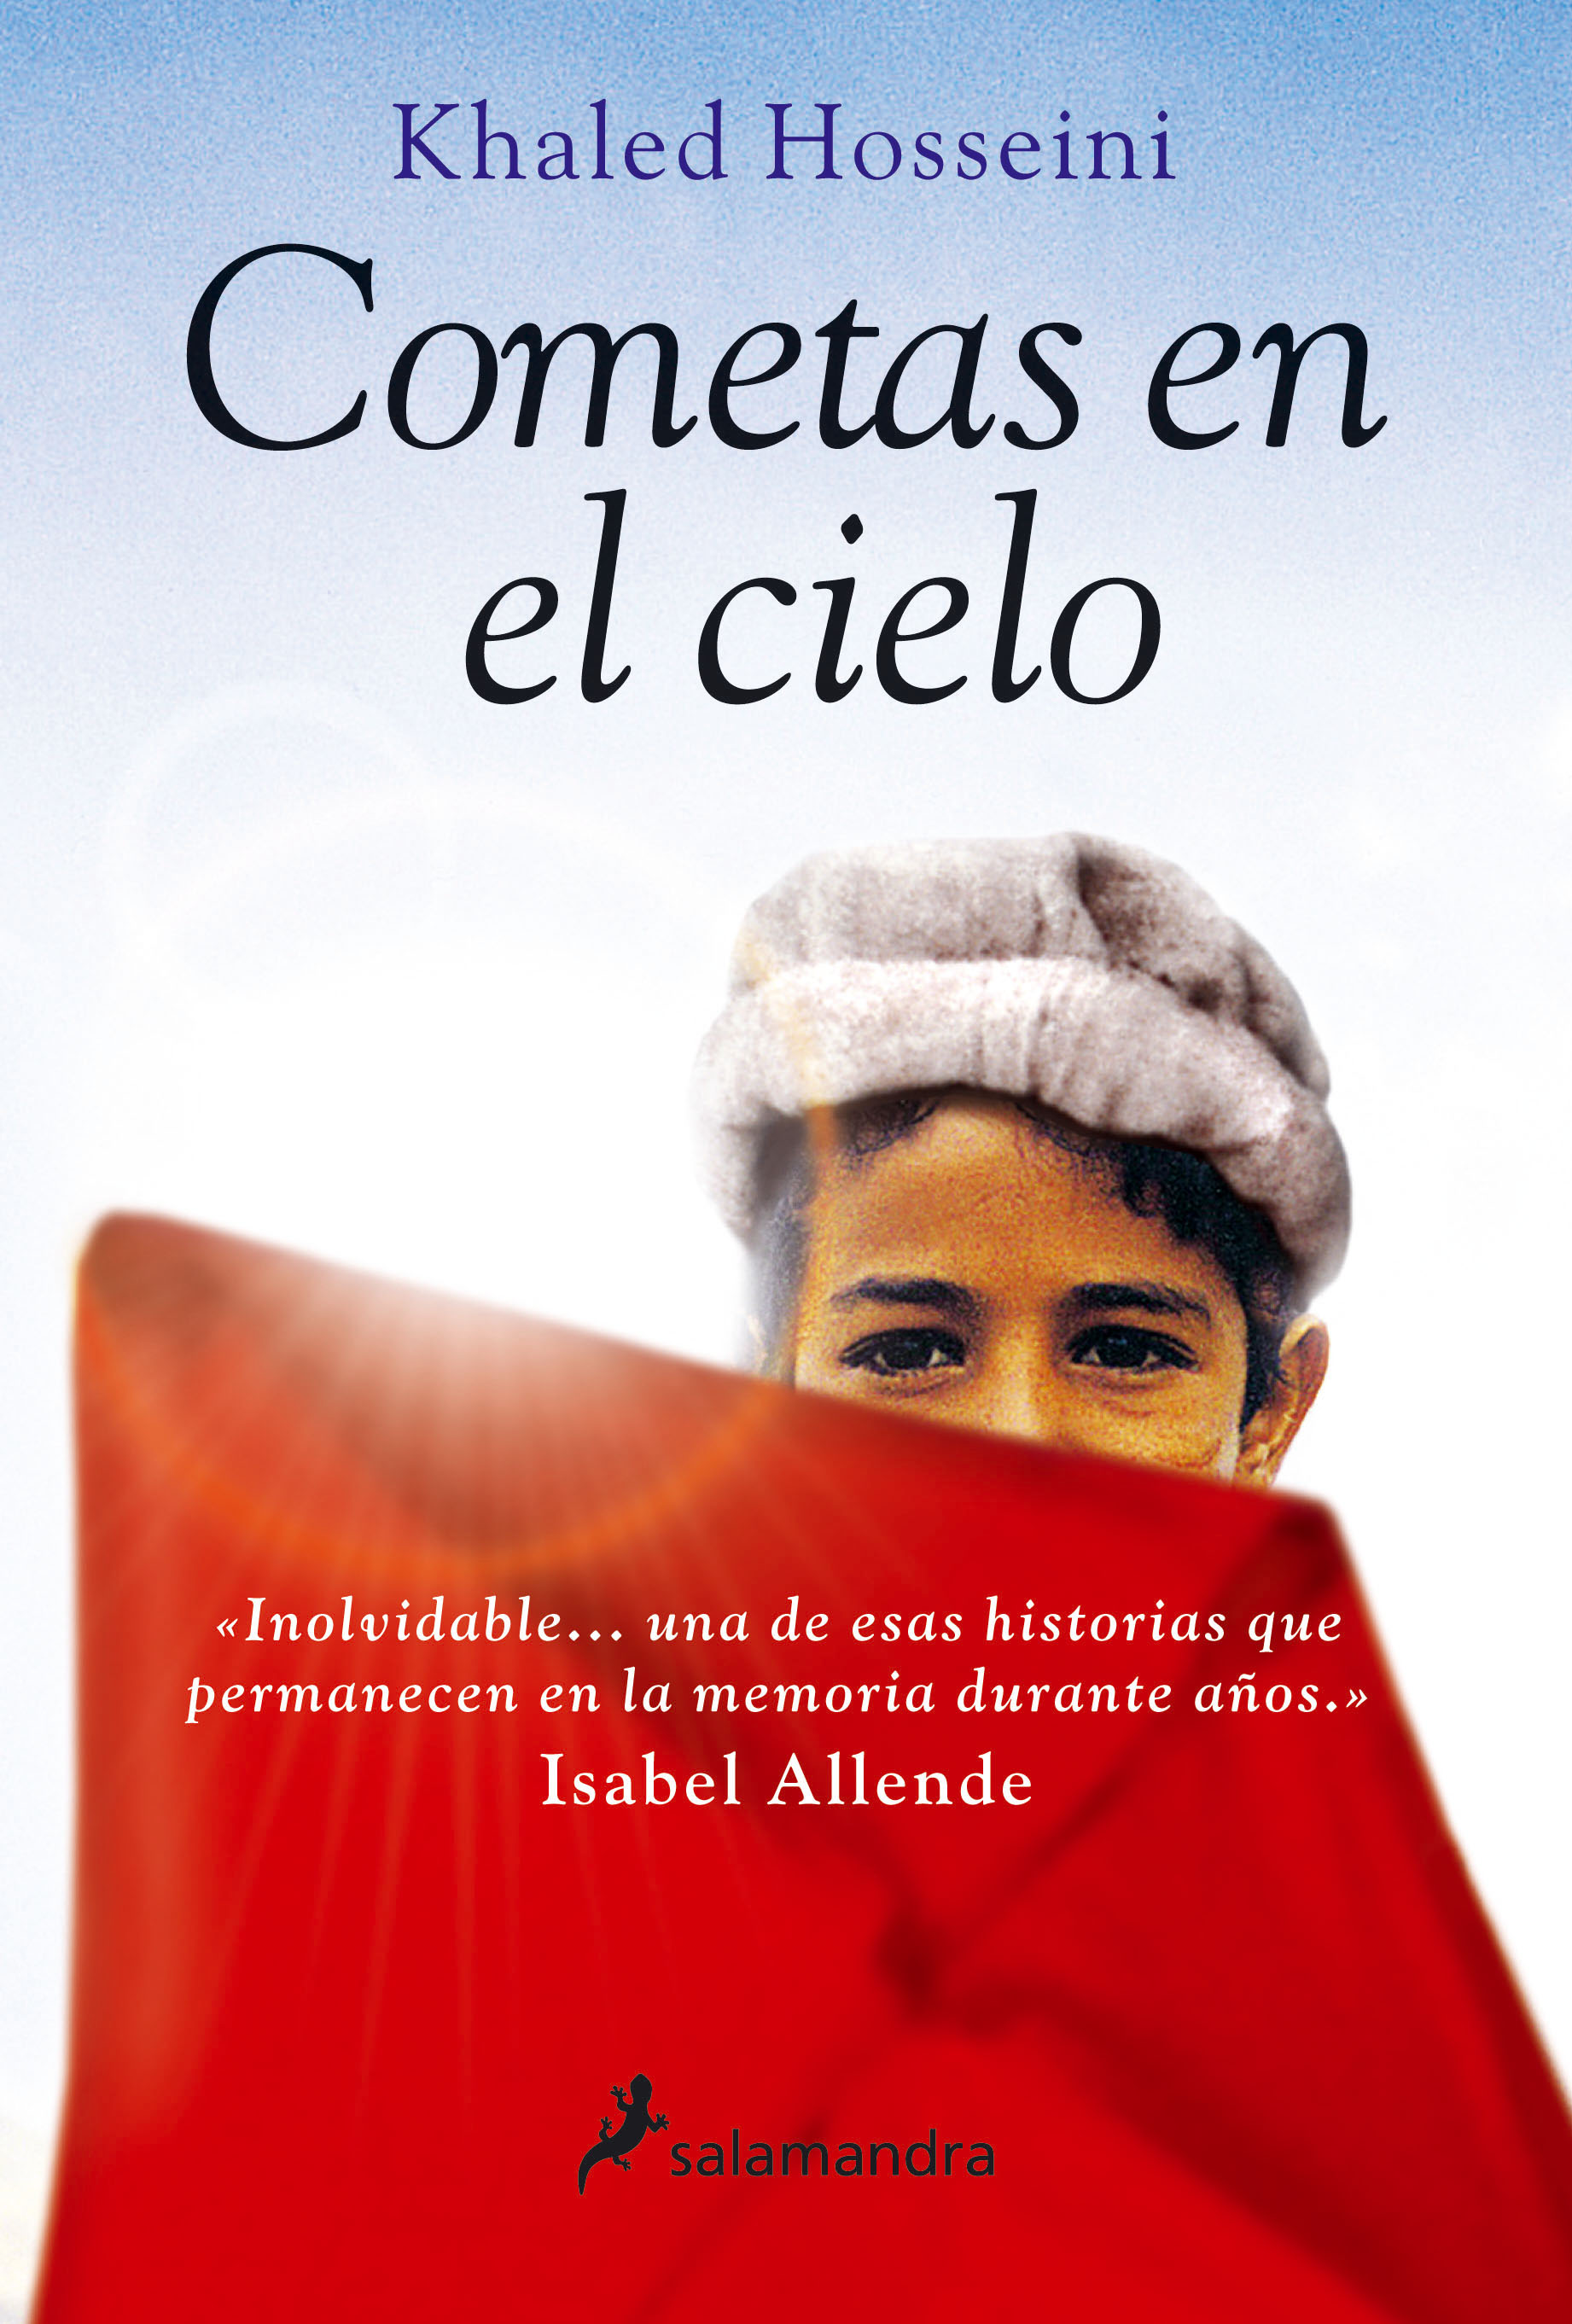 Khaled Hosseini
Cometas en
el cielo
«Inolvidable... una de esas historias que
permanecen en la memoria durante años.»
Isabel Allende
salamandra